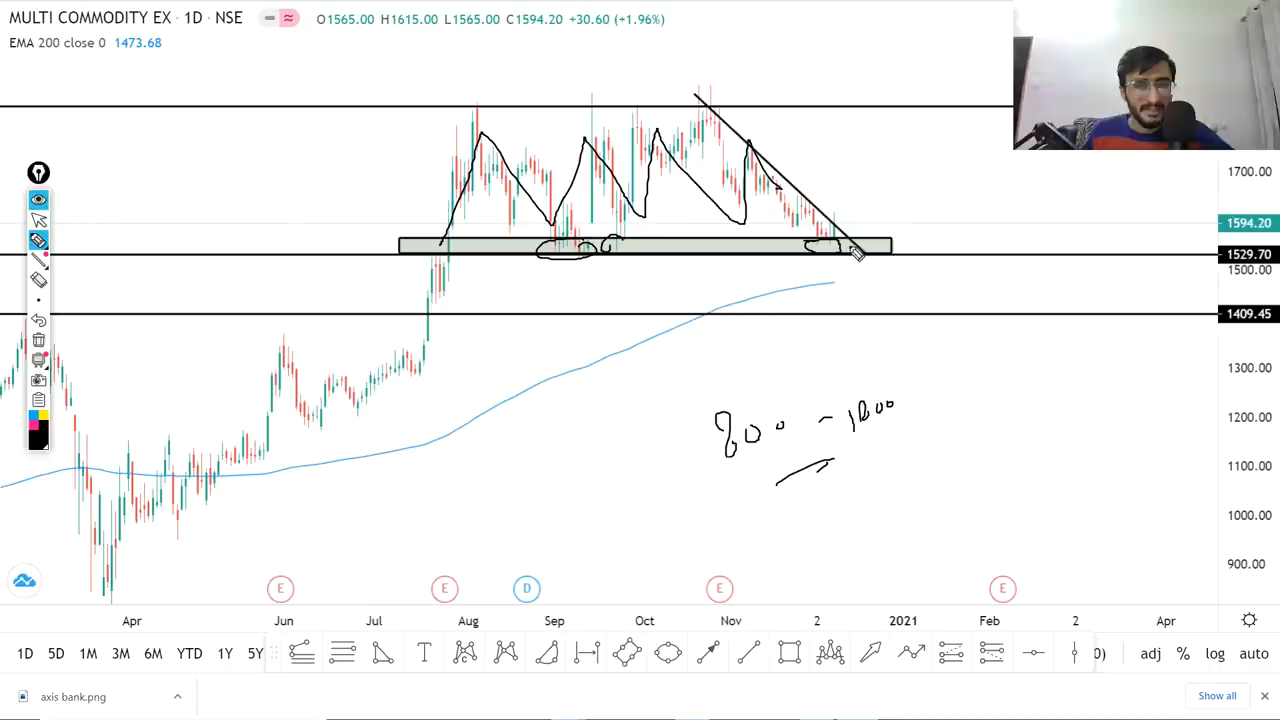 MULTI COMMODITY EX · 1D · NSE O1565.00 H1615.00 L1565.00 C1594.20 +30.60 (+1.96%)
EMA 200 close 0 1473.68
1700.00
1594.20
1529.70
1500.00
1409.45
1300.00
800 - 1000
1200.00
1100.00
1000.00
900.00
E E D E E
Apr Jun Jul Aug Sep Oct Nov 2 2021 Feb 2 Apr
1D 5D 1M 3M 6M YTD 1Y 5Y T 0) adj % log auto
axis bank.png Show all